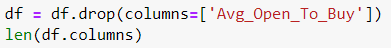 df = df.drop(columns=['Avg_Open_To_Buy'])
len(df.columns)